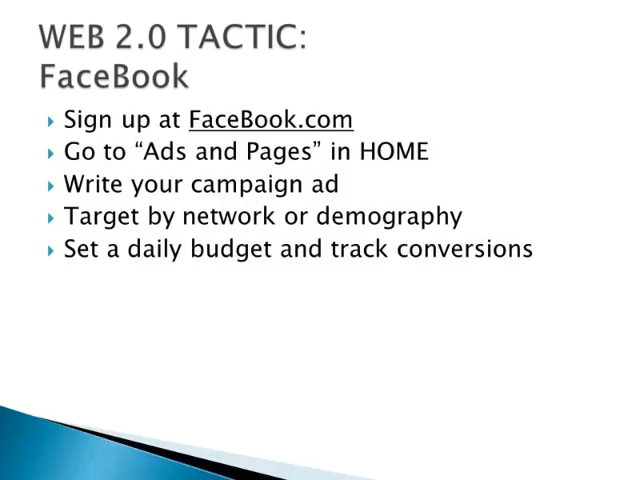 WEB 2.0 TACTIC:
FaceBook
Sign up at FaceBook.com
Go to “Ads and Pages” in HOME
Write your campaign ad
Target by network or demography
Set a daily budget and track conversions